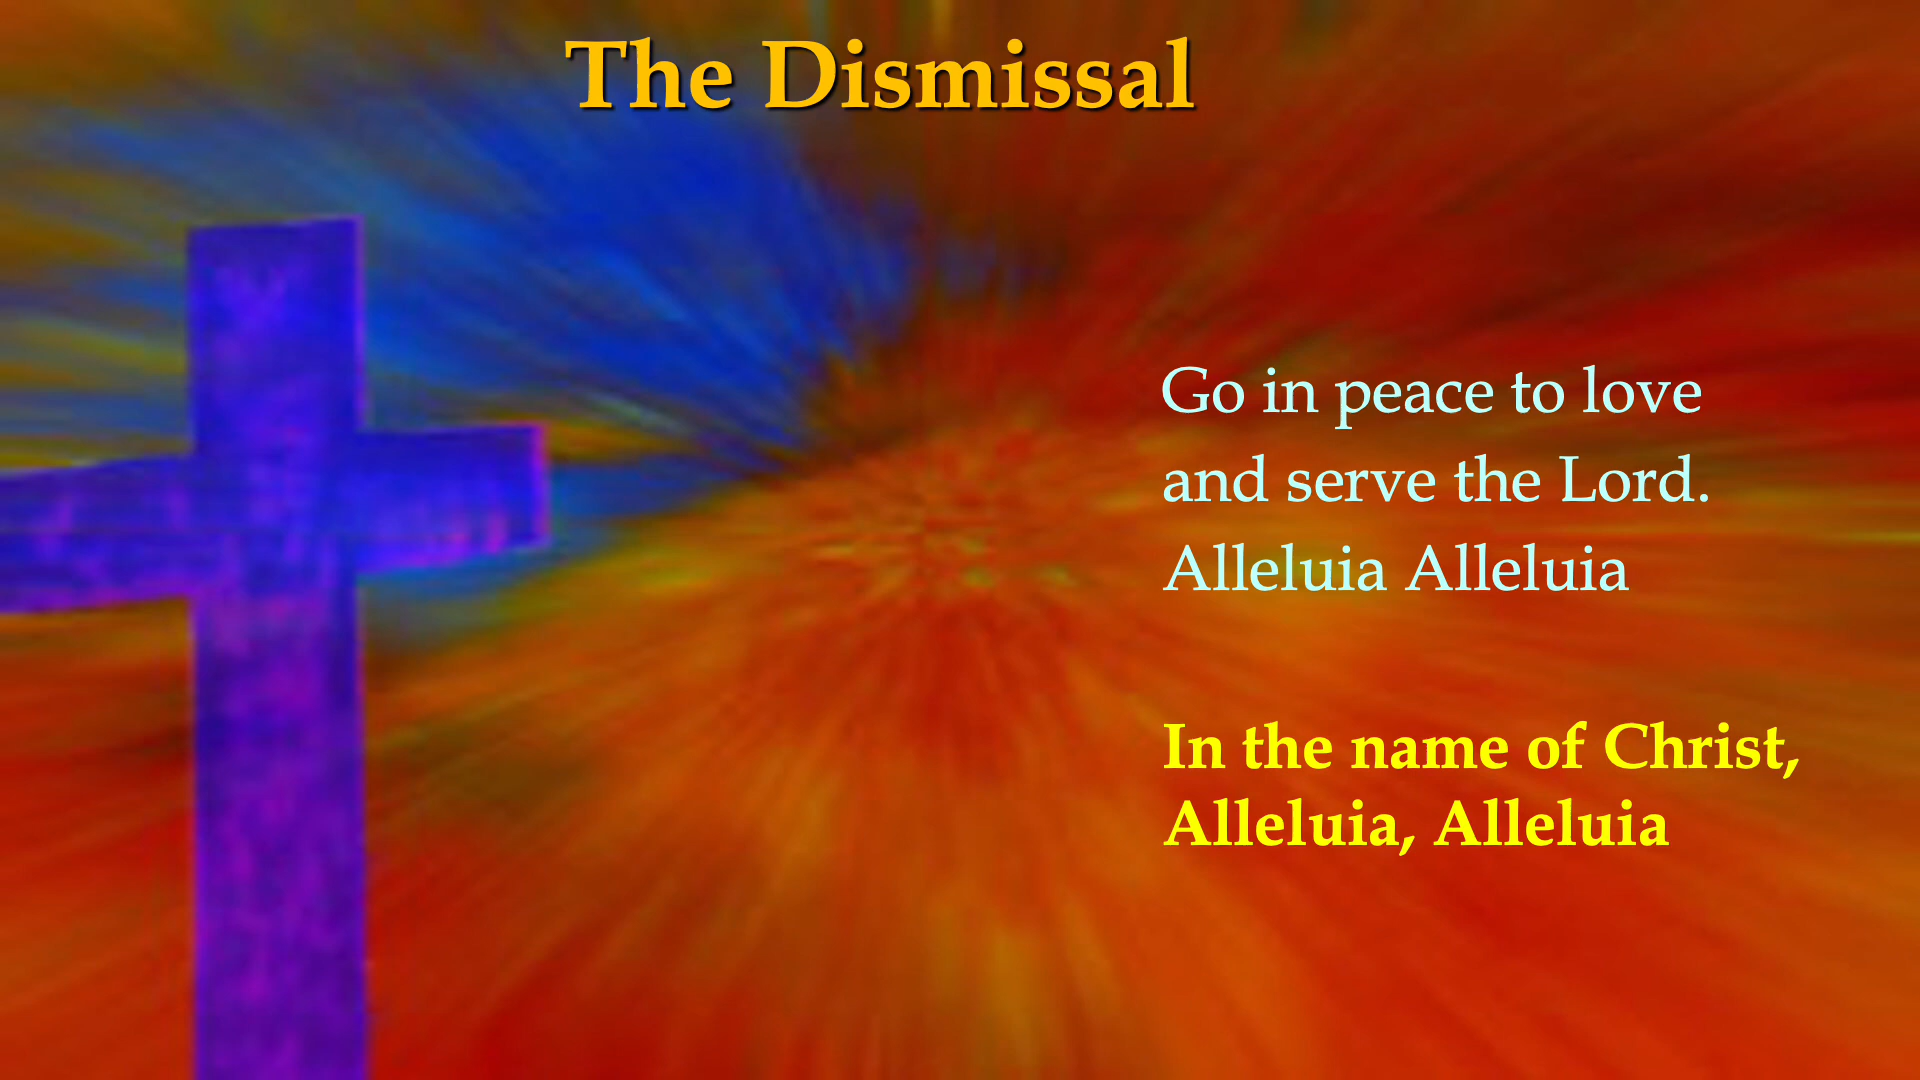 The Dismissal
Go in peace to love
and serve the Lord.
Alleluia Alleluia
In the name of Christ,
Alleluia, Alleluia